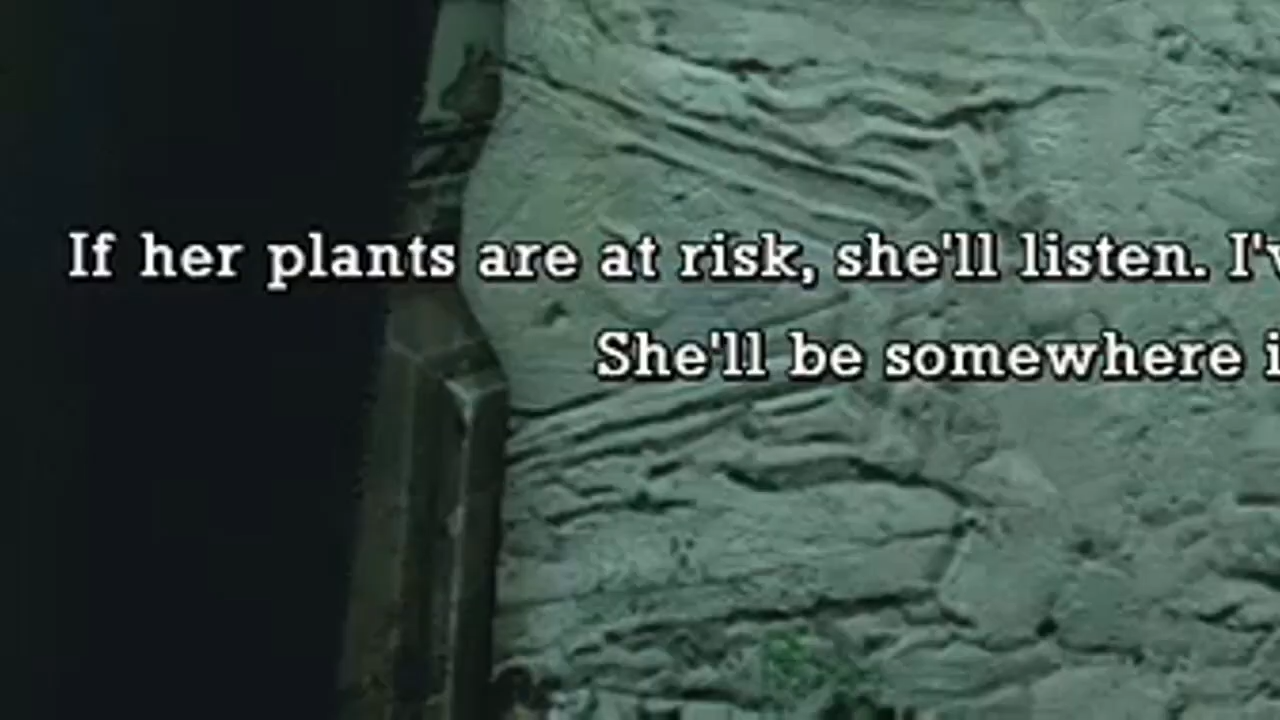 If her plants are at risk, she'll listen.
She'll be somewhere